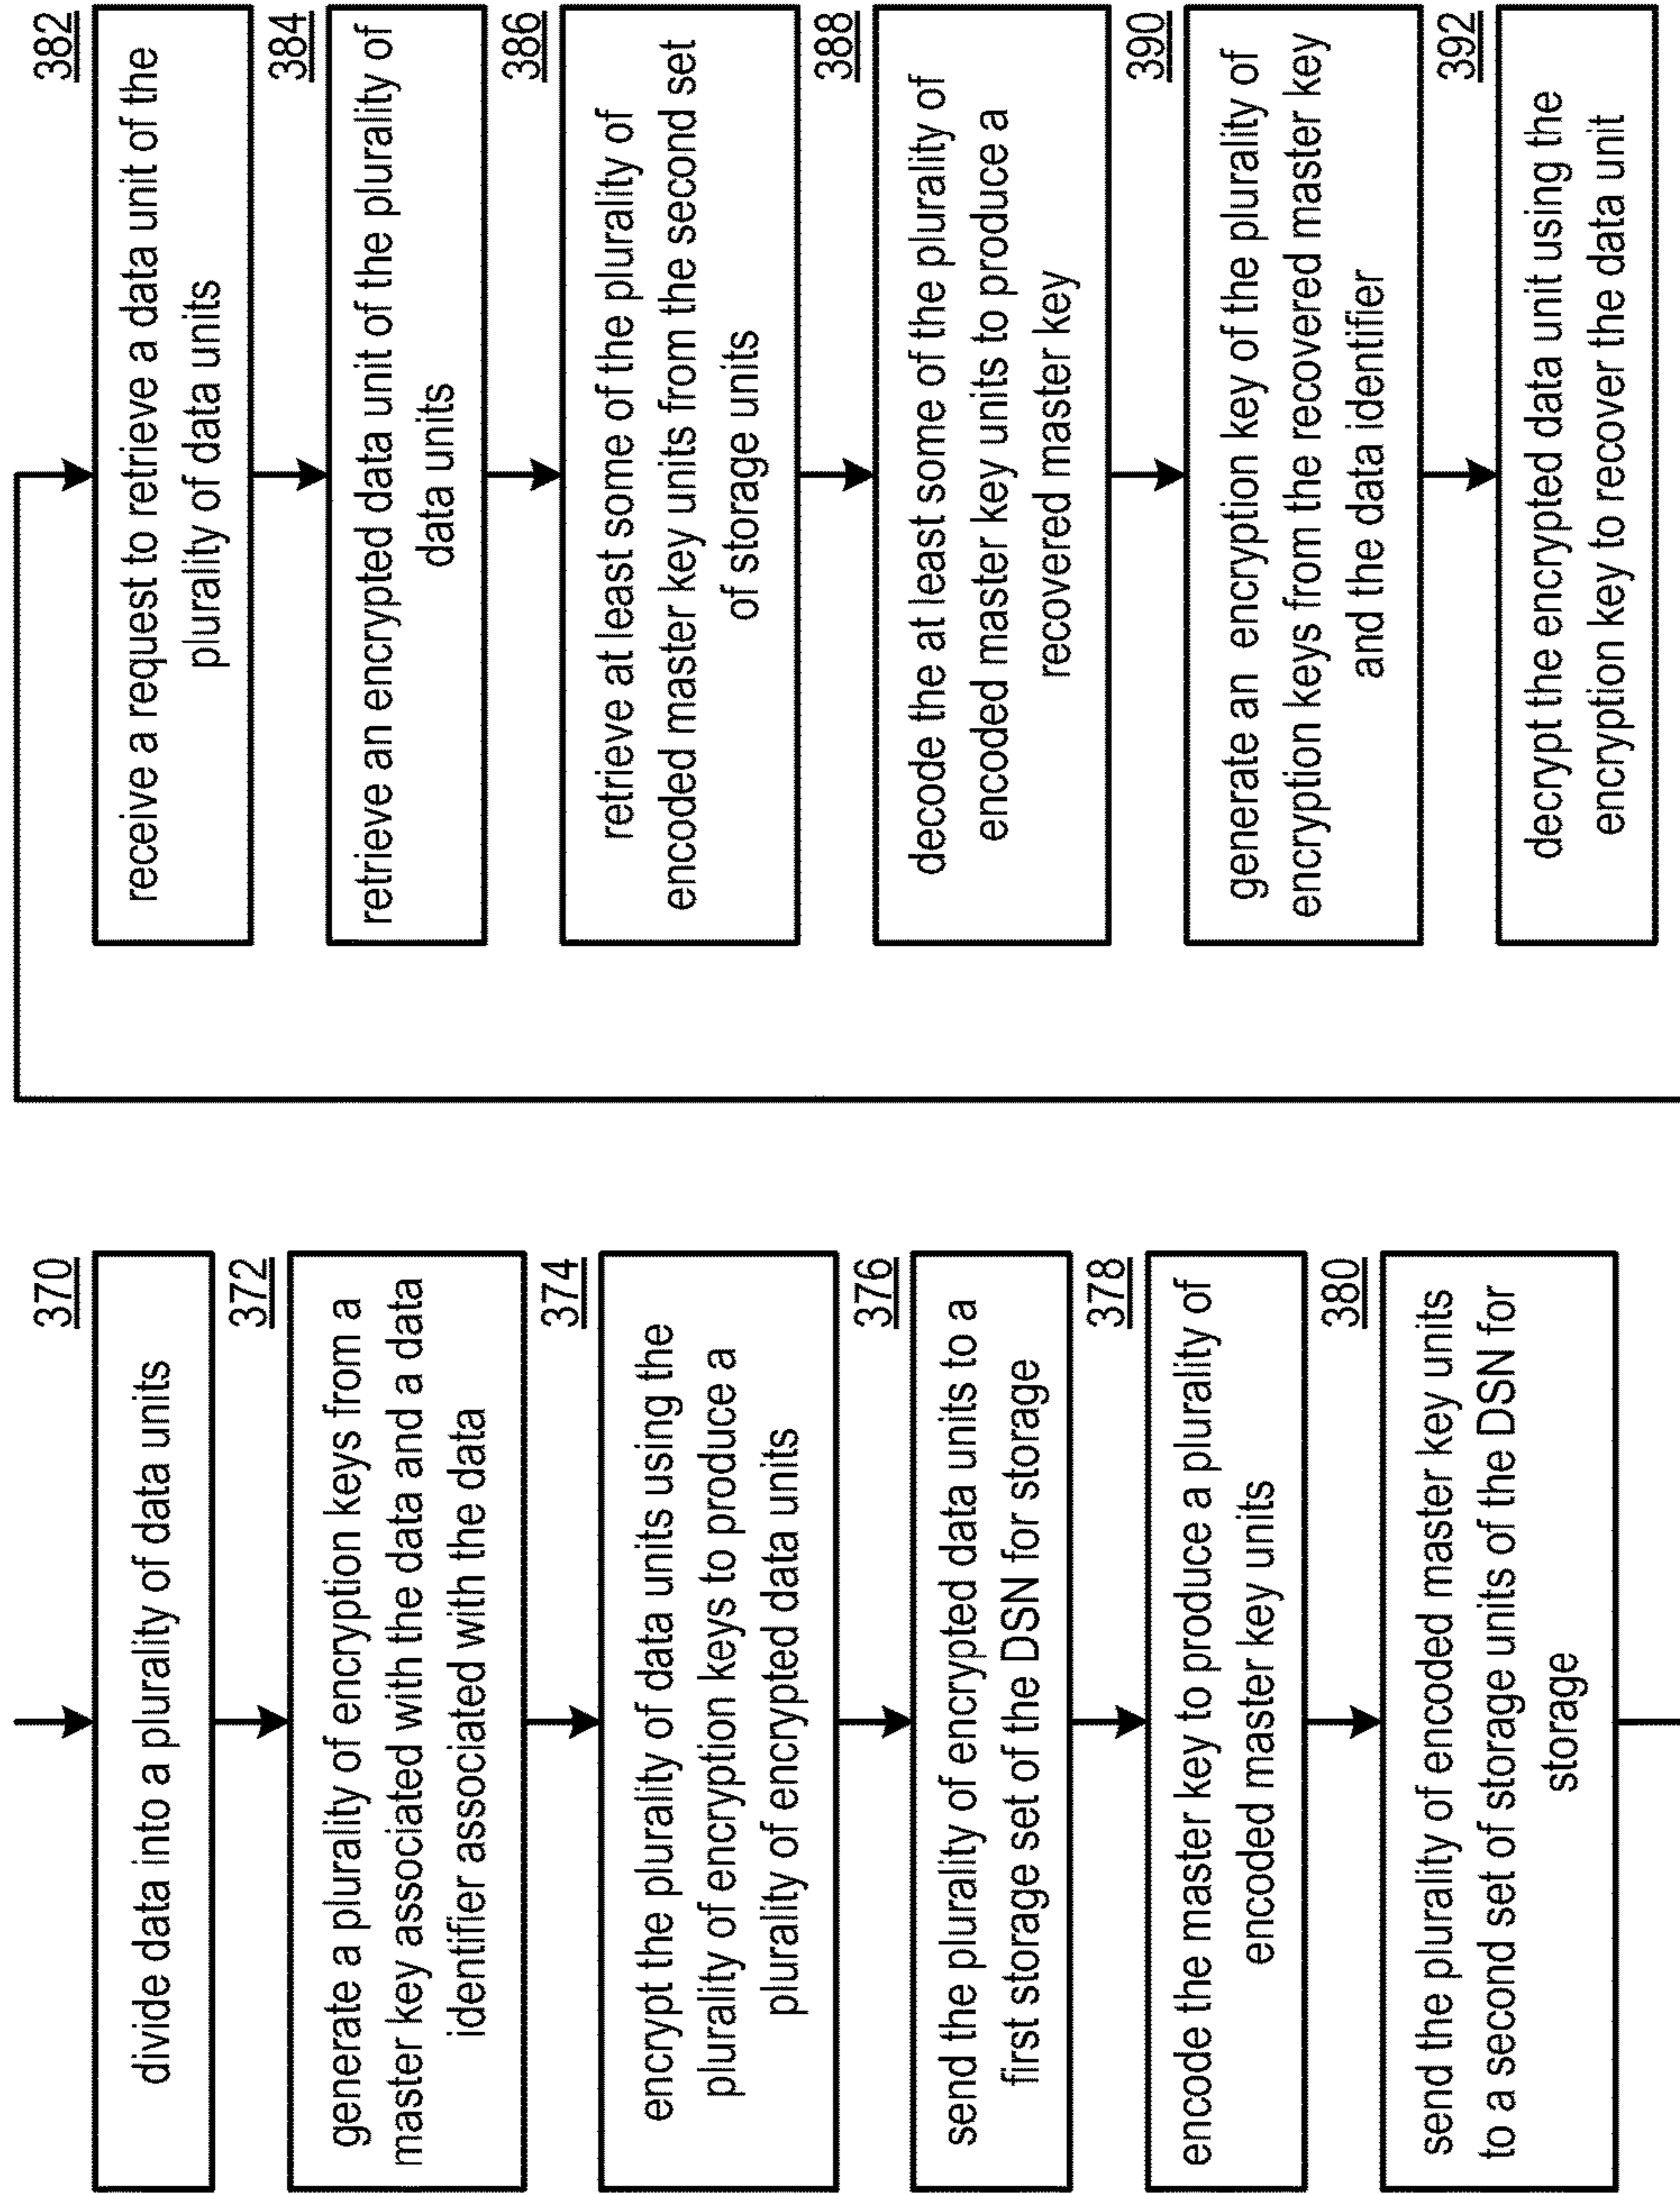 370
divide data into a plurality of data units
372
generate a plurality of encryption keys from a
master key associated with the data and a data
identifier associated with the data
374
encrypt the plurality of data units using the
plurality of encryption keys to produce a
plurality of encrypted data units
376
send the plurality of encrypted data units to a
first storage set of the DSN for storage
378
encode the master key to produce a plurality of
encoded master key units
380
send the plurality of encoded master key units
to a second set of storage units of the DSN for
storage
382
receive a request to retrieve a data unit of the
plurality of data units
384
retrieve an encrypted data unit of the plurality of
data units
386
retrieve at least some of the plurality of
encoded master key units from the second set
of storage units
388
decode the at least some of the plurality of
encoded master key units to produce a
recovered master key
390
generate an encryption key of the plurality of
encryption keys from the recovered master key
and the data identifier
392
decrypt the encrypted data unit using the
encryption key to recover the data unit